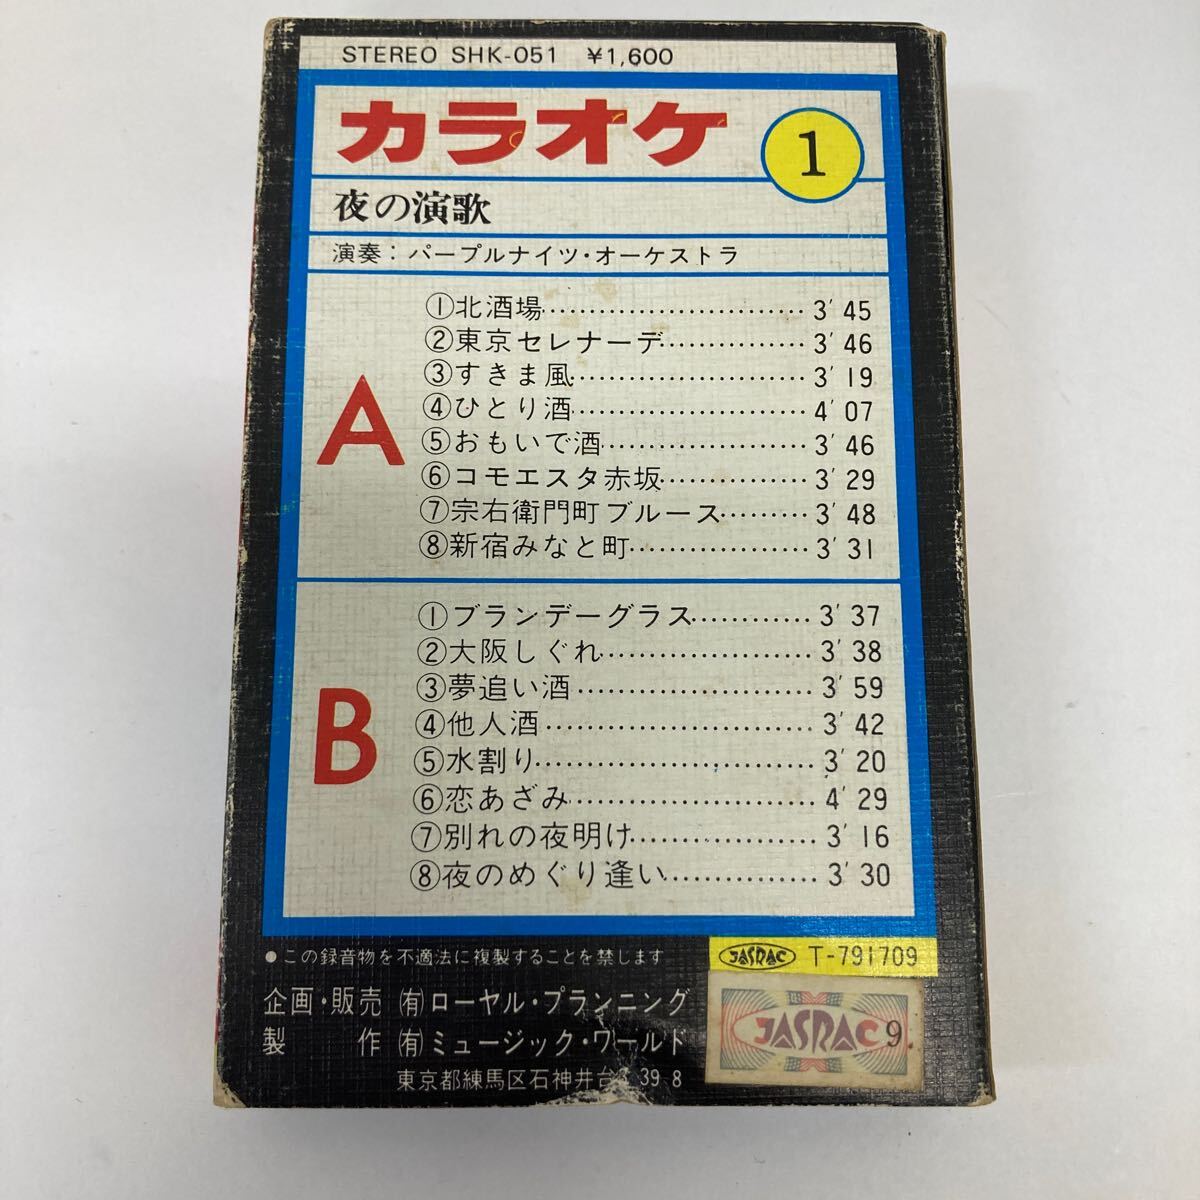 STEREO SHK-051 ¥1,600
カラオケ
1
夜の演歌
演奏：パープルナイツ・オーケストラ
A
①北酒場………………………3′45
②東京セレナーデ……………3′46
③すきま風……………………3′19
④ひとり酒……………………4′07
⑤おもいで酒…………………3′46
⑥コモエスタ赤坂……………3′29
⑦宗右衛門町ブルース………3′48
⑧新宿みなと町………………3′31
B
①ブランデーグラス…………3′37
②大阪しぐれ…………………3′38
③夢追い酒……………………3′59
④他人酒………………………3′42
⑤水割り………………………3′20
⑥恋あざみ……………………4′29
⑦別れの夜明け………………3′16
⑧夜のめぐり逢い……………3′30
●この録音物を不適法に複製することを禁じます
JASRAC T-791709
企画・販売 ㈲ローヤル・プランニング
製　　作 ㈲ミュージック・ワールド
東京都練馬区石神井台 39 8
JASRAC 9.